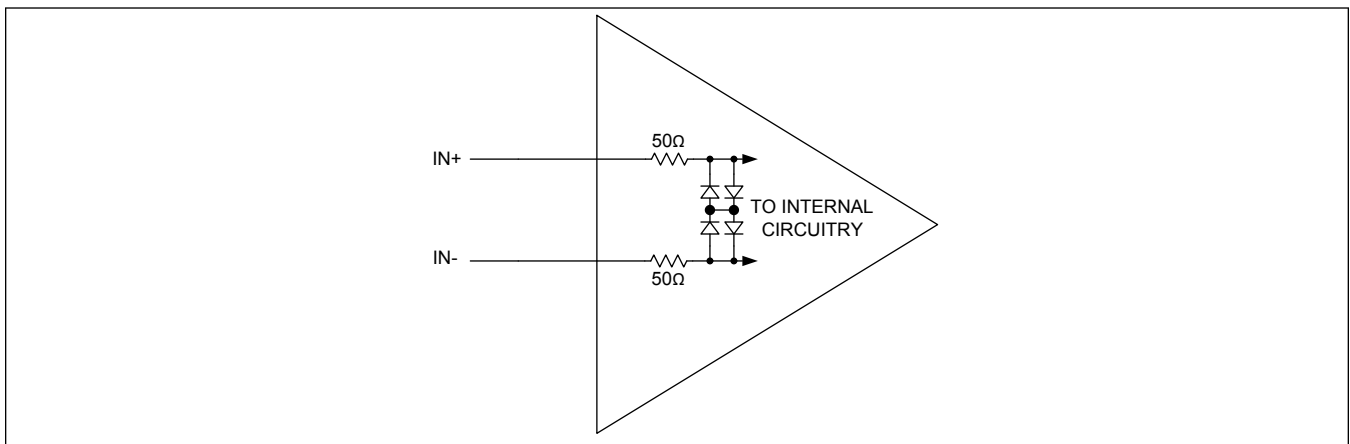 50Ω
IN+
TO INTERNAL
CIRCUITRY
IN-
50Ω